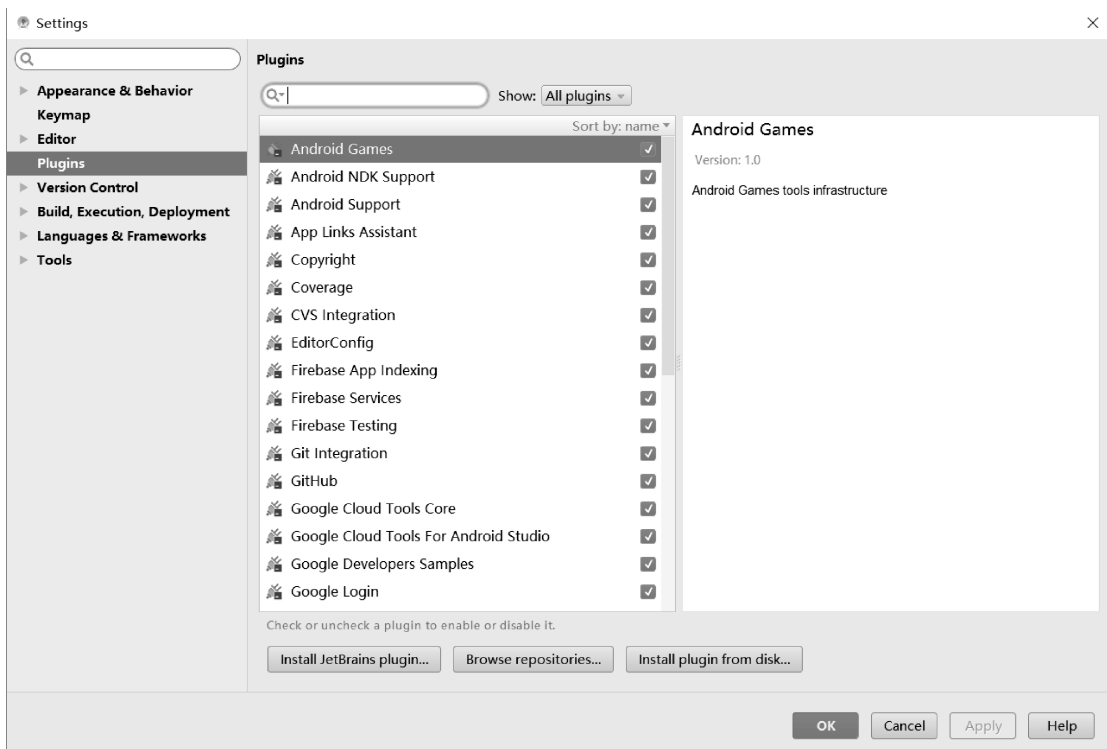 Settings
Plugins
Appearance & Behavior
Keymap
Editor
Plugins
Version Control
Build, Execution, Deployment
Languages & Frameworks
Tools
Show: All plugins
Sort by: name
Android Games
Android NDK Support
Android Support
App Links Assistant
Copyright
Coverage
CVS Integration
EditorConfig
Firebase App Indexing
Firebase Services
Firebase Testing
Git Integration
GitHub
Google Cloud Tools Core
Google Cloud Tools For Android Studio
Google Developers Samples
Google Login
Android Games
Version: 1.0
Android Games tools infrastructure
Check or uncheck a plugin to enable or disable it.
Install JetBrains plugin... Browse repositories... Install plugin from disk...
OK Cancel Apply Help